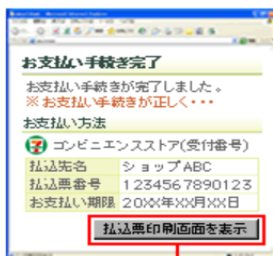 お支払い手続き完了
お支払い手続きが完了しました。
※お支払い手続きが正しく・・・
お支払い方法
コンビニエンスストア(受付番号)
払込先名 ショップABC
払込票番号 1234567890123
お支払い期限 20XX年XX月XX日
払込票印刷画面を表示